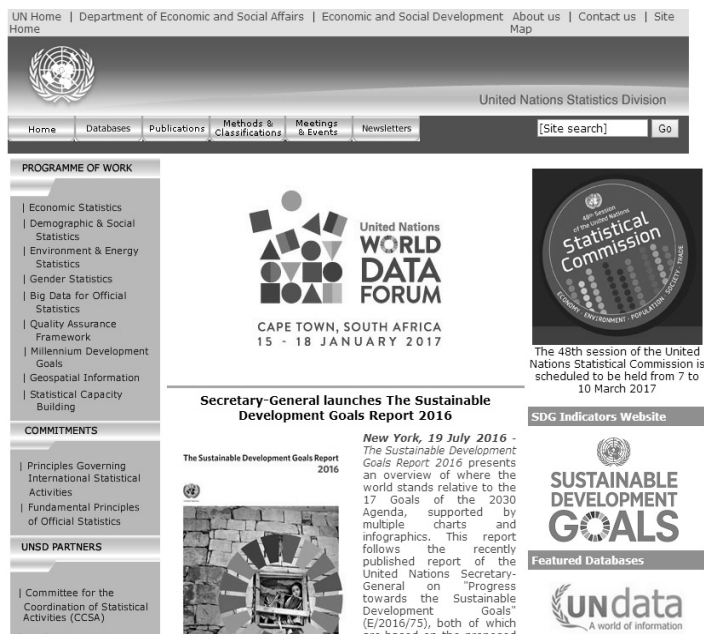 UN Home | Department of Economic and Social Affairs | Economic and Social Development Home
About us | Contact us | Site Map
United Nations Statistics Division
Home
Databases
Publications
Methods & Classifications
Meetings & Events
Newsletters
[Site search]
Go
PROGRAMME OF WORK
| Economic Statistics
| Demographic & Social
Statistics
| Environment & Energy
Statistics
| Gender Statistics
| Big Data for Official
Statistics
| Quality Assurance
Framework
| Millennium Development
Goals
| Geospatial Information
| Statistical Capacity
Building
COMMITMENTS
| Principles Governing
International Statistical
Activities
| Fundamental Principles
of Official Statistics
UNSD PARTNERS
| Committee for the
Coordination of Statistical
Activities (CCSA)
United Nations
WORLD
DATA
FORUM
CAPE TOWN, SOUTH AFRICA
15 - 18 JANUARY 2017
Secretary-General launches The Sustainable
Development Goals Report 2016
The Sustainable Development Goals Report
2016
New York, 19 July 2016 -
The Sustainable Development
Goals Report 2016 presents
an overview of where the
world stands relative to the
17 Goals of the 2030
Agenda, supported by
multiple charts and
infographics. This report
follows the recently
published report of the
United Nations Secretary-
General on "Progress
towards the Sustainable
Development Goals"
(E/2016/75), both of which
are based on the proposed
48th Session
of the United Nations
Statistical
Commission
ECONOMY · ENVIRONMENT · POPULATION · SOCIETY · TRADE
The 48th session of the United
Nations Statistical Commission is
scheduled to be held from 7 to
10 March 2017
SDG Indicators Website
SUSTAINABLE
DEVELOPMENT
GOALS
Featured Databases
UNdata
A world of information